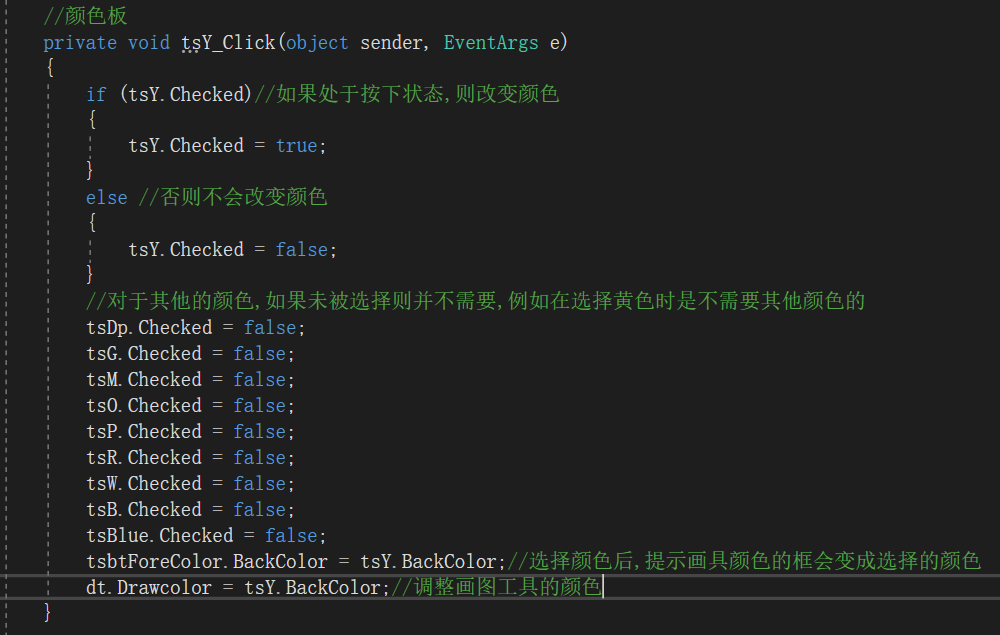 //颜色板
private void tsY_Click(object sender, EventArgs e)
{
if (tsY.Checked)//如果处于按下状态,则改变颜色
{
tsY.Checked = true;
}
else //否则不会改变颜色
{
tsY.Checked = false;
}
//对于其他的颜色,如果未被选择则并不需要,例如在选择黄色时是不需要其他颜色的
tsDp.Checked = false;
tsG.Checked = false;
tsM.Checked = false;
tsO.Checked = false;
tsP.Checked = false;
tsR.Checked = false;
tsW.Checked = false;
tsB.Checked = false;
tsBlue.Checked = false;
tsbtForeColor.BackColor = tsY.BackColor;//选择颜色后,提示画具颜色的框会变成选择的颜色
dt.Drawcolor = tsY.BackColor;//调整画图工具的颜色
}